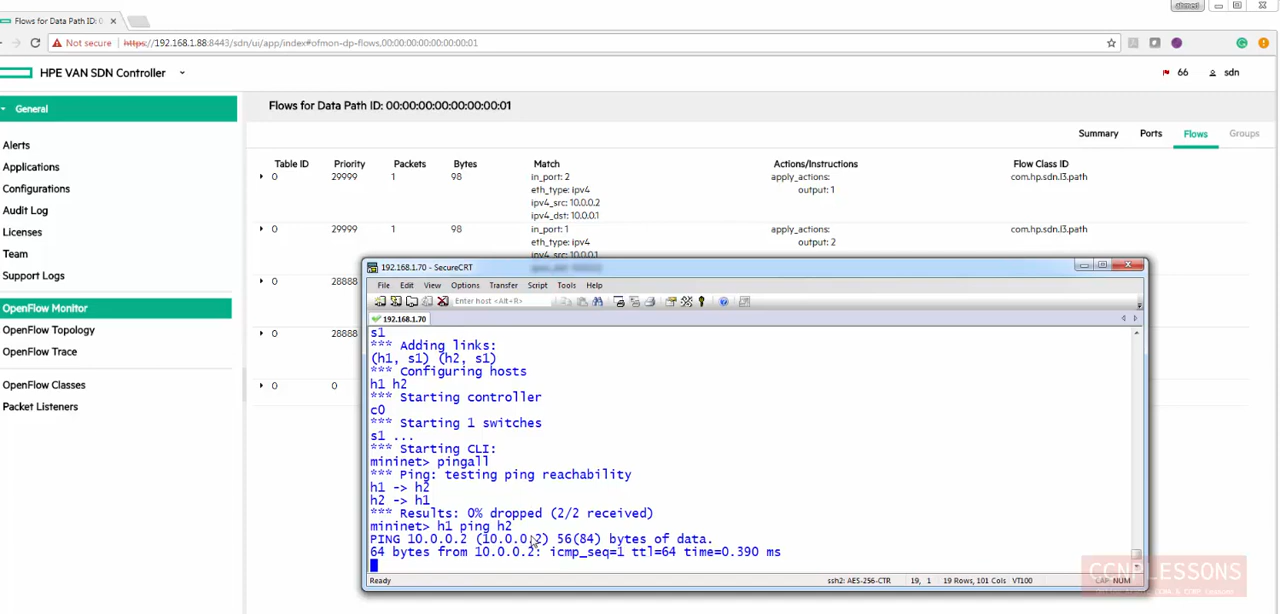 ahmed
Flows for Data Path ID: 0
Not secure https://192.168.1.88:8443/sdn/ui/app/index#ofmon-dp-flows,00:00:00:00:00:00:00:01
HPE VAN SDN Controller
66 sdn
General
Alerts
Applications
Configurations
Audit Log
Licenses
Team
Support Logs
OpenFlow Monitor
OpenFlow Topology
OpenFlow Trace
OpenFlow Classes
Packet Listeners
Flows for Data Path ID: 00:00:00:00:00:00:00:01
Summary Ports Flows Groups
Table ID Priority Packets Bytes Match Actions/Instructions Flow Class ID
0 29999 1 98 in_port: 2 apply_actions: com.hp.sdn.l3.path
eth_type: ipv4 output: 1
ipv4_src: 10.0.0.2
ipv4_dst: 10.0.0.1
0 29999 1 98 in_port: 1 apply_actions: com.hp.sdn.l3.path
eth_type: ipv4 output: 2
ipv4_src: 10.0.0.1
0 28888
0 28888
0 0
192.168.1.70 - SecureCRT
File Edit View Options Transfer Script Tools Help
Enter host <Alt+R>
192.168.1.70
s1
*** Adding links:
(h1, s1) (h2, s1)
*** Configuring hosts
h1 h2
*** Starting controller
c0
*** Starting 1 switches
s1 ...
*** Starting CLI:
mininet> pingall
*** Ping: testing ping reachability
h1 -> h2
h2 -> h1
*** Results: 0% dropped (2/2 received)
mininet> h1 ping h2
PING 10.0.0.2 (10.0.0.2) 56(84) bytes of data.
64 bytes from 10.0.0.2: icmp_seq=1 ttl=64 time=0.390 ms
Ready ssh2: AES-256-CTR 19, 1 19 Rows, 101 Cols VT100 CAP NUM
CCNPLESSONS